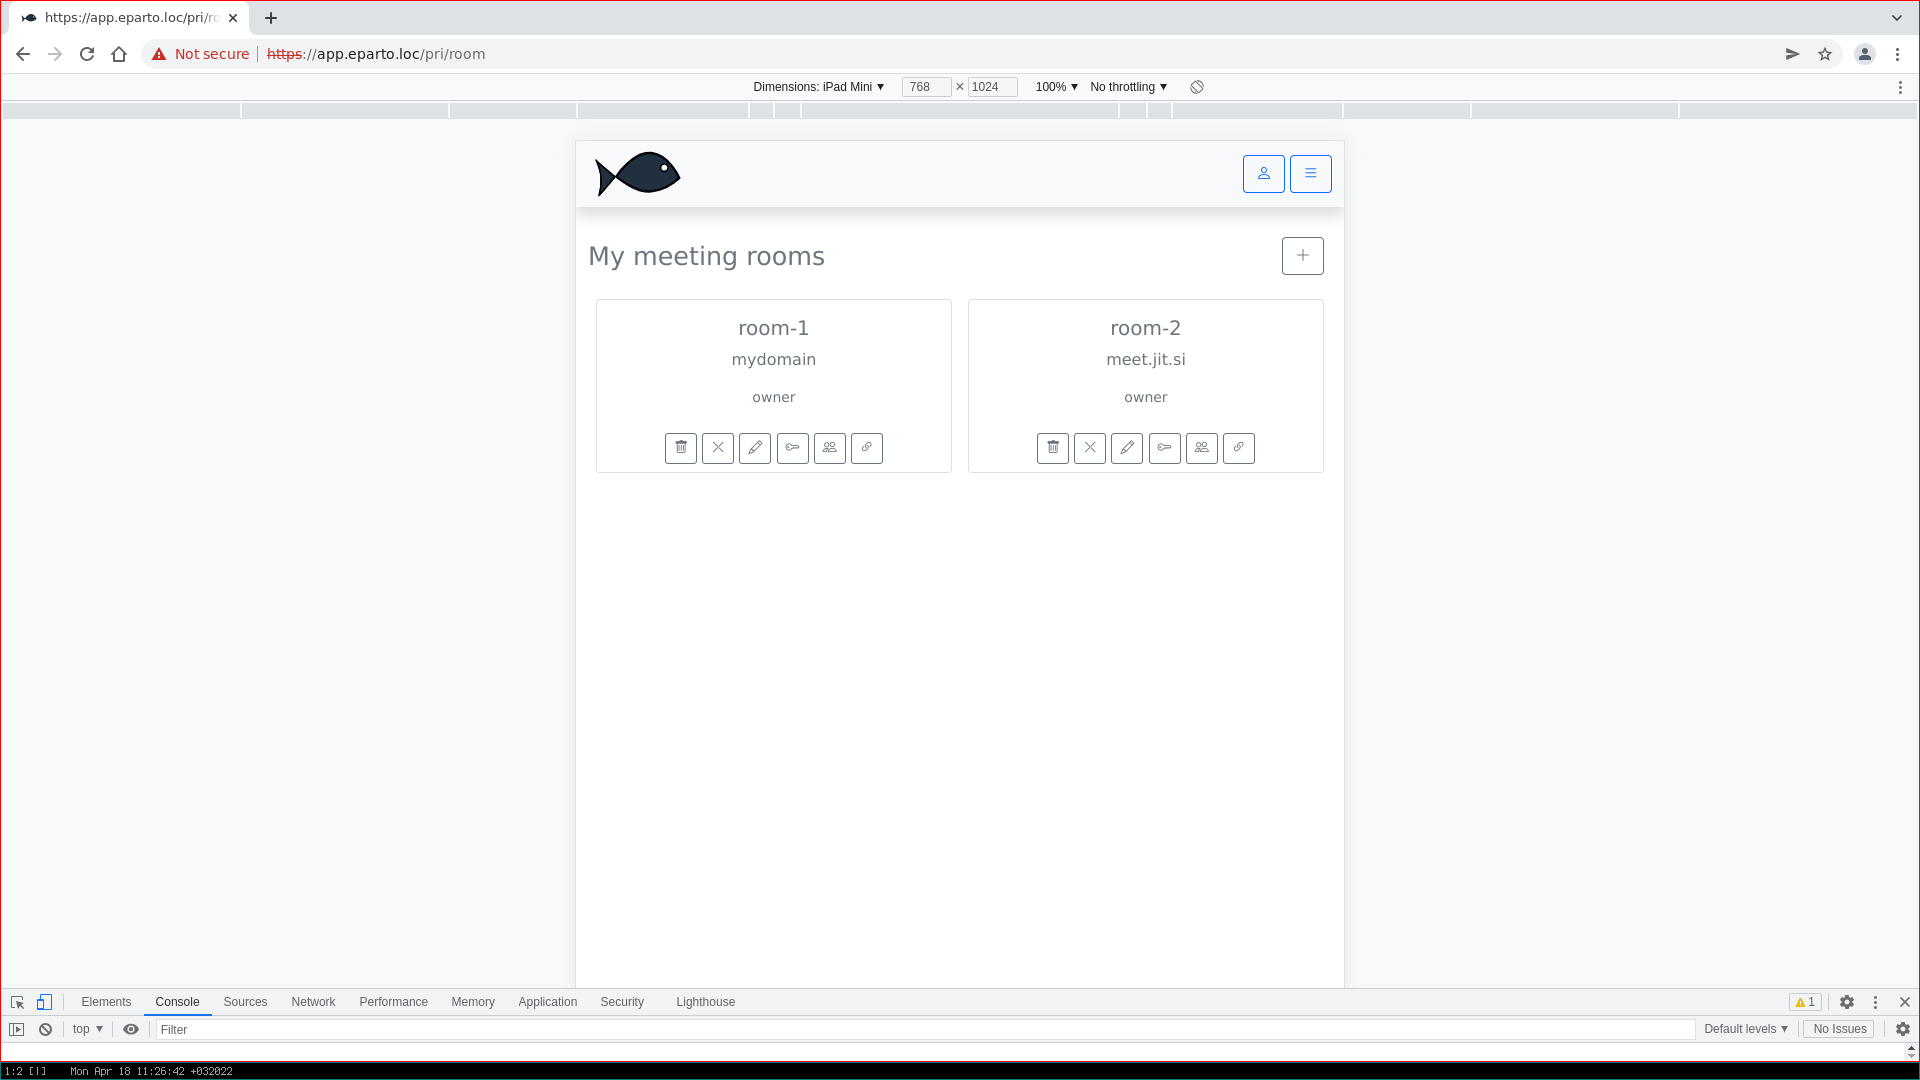 https://app.eparto.loc/pri/ro
Not secure https://app.eparto.loc/pri/room
Dimensions: iPad Mini 768 × 1024 100% No throttling
My meeting rooms
room-1
mydomain
owner
room-2
meet.jit.si
owner
Elements Console Sources Network Performance Memory Application Security Lighthouse 1
top Filter Default levels No Issues
1:2 [|] Mon Apr 18 11:26:42 +032022